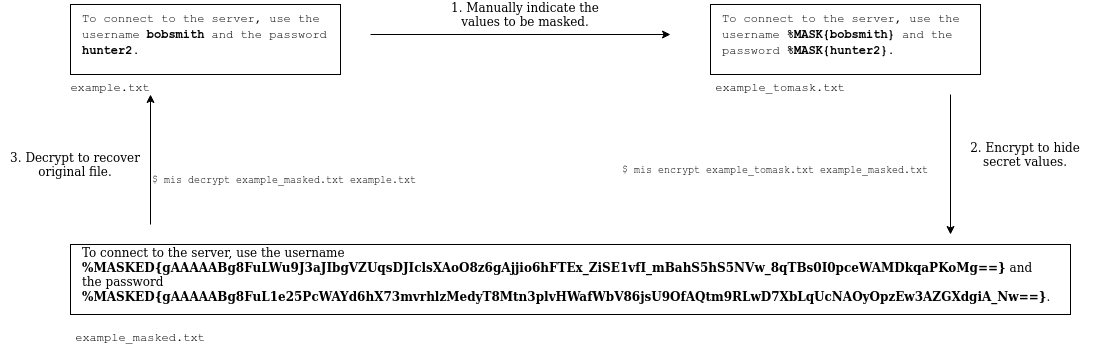 To connect to the server, use the
username bobsmith and the password
hunter2.
example.txt
1. Manually indicate the
values to be masked.
To connect to the server, use the
username %MASK{bobsmith} and the
password %MASK{hunter2}.
example_tomask.txt
2. Encrypt to hide
secret values.
$ mis encrypt example_tomask.txt example_masked.txt
3. Decrypt to recover
original file.
$ mis decrypt example_masked.txt example.txt
To connect to the server, use the username
%MASKED{gAAAAABg8FuLWu9J3aJIbgVZUqsDJIclsXAoO8z6gAjjio6hFTEx_ZiSE1vfI_mBahS5hS5NVw_8qTBs0I0pceWAMDkqaPKoMg==} and
the password
%MASKED{gAAAAABg8FuL1e25PcWAYd6hX73mvrhlzMedyT8Mtn3plvHWafWbV86jsU9OfAQtm9RLwD7XbLqUcNAOyOpzEw3AZGXdgiA_Nw==}.
example_masked.txt